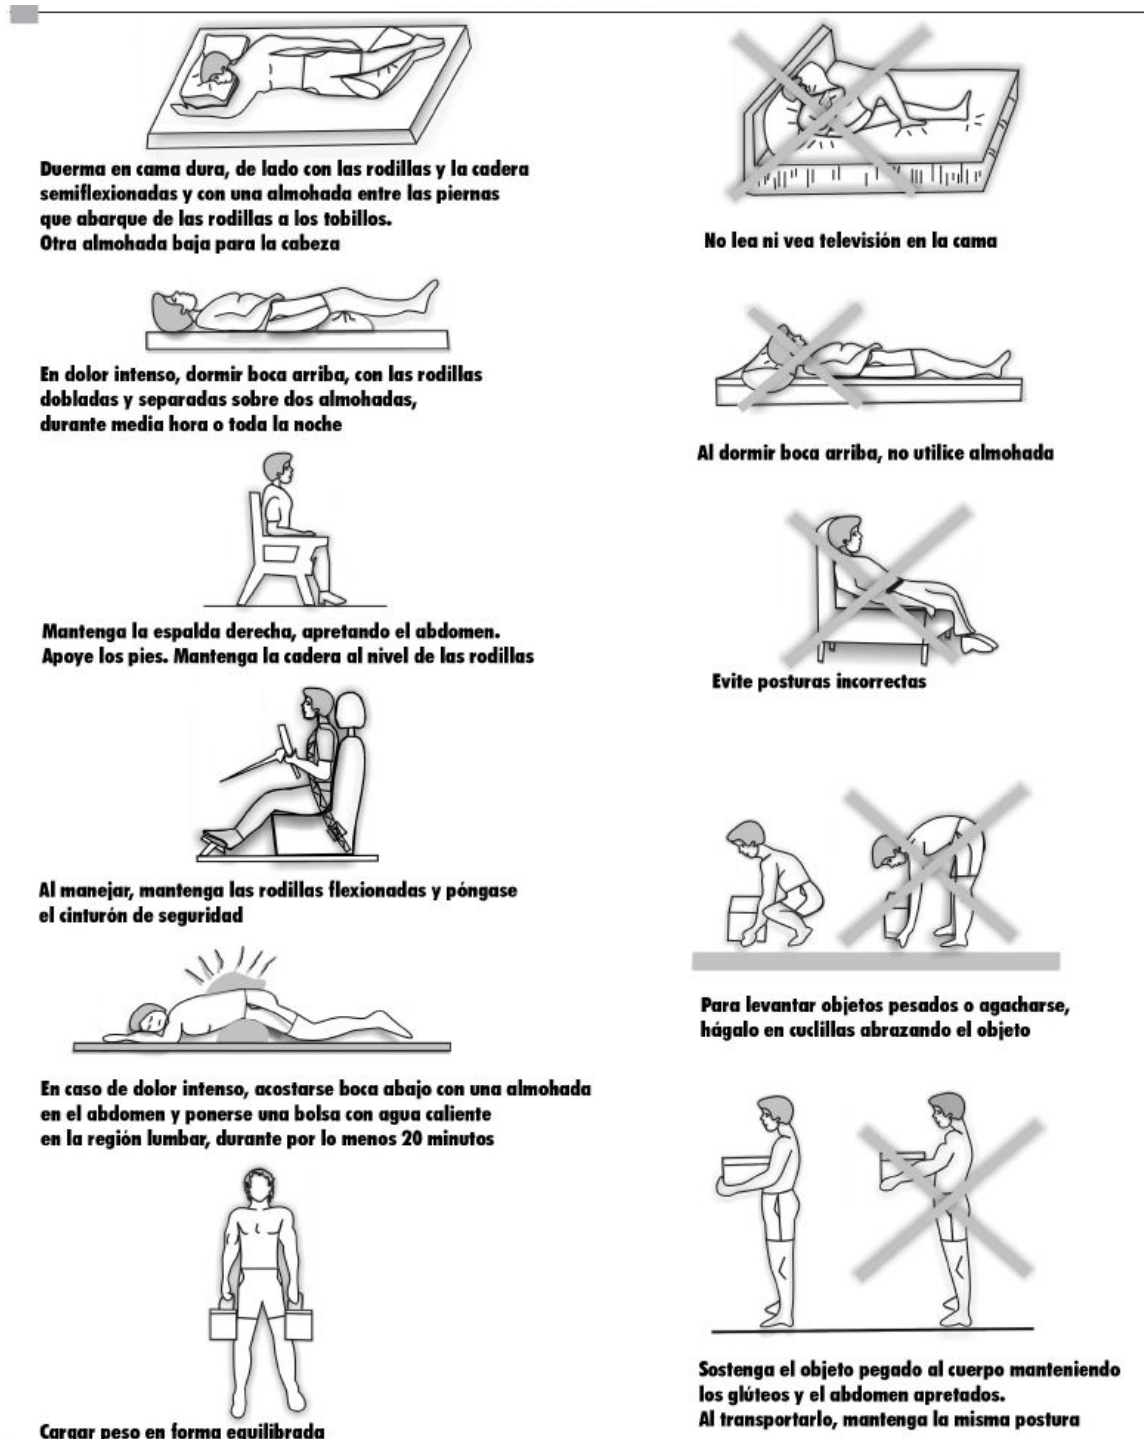 Duerma en cama dura, de lado con las rodillas y la cadera
semiflexionadas y con una almohada entre las piernas
que abarque de las rodillas a los tobillos.
Otra almohada baja para la cabeza
En dolor intenso, dormir boca arriba, con las rodillas
dobladas y separadas sobre dos almohadas,
durante media hora o toda la noche
Mantenga la espalda derecha, apretando el abdomen.
Apoye los pies. Mantenga la cadera al nivel de las rodillas
Al manejar, mantenga las rodillas flexionadas y póngase
el cinturón de seguridad
En caso de dolor intenso, acostarse boca abajo con una almohada
en el abdomen y ponerse una bolsa con agua caliente
en la región lumbar, durante por lo menos 20 minutos
Cargar peso en forma equilibrada
No lea ni vea televisión en la cama
Al dormir boca arriba, no utilice almohada
Evite posturas incorrectas
Para levantar objetos pesados o agacharse,
hágalo en cuclillas abrazando el objeto
Sostenga el objeto pegado al cuerpo manteniendo
los glúteos y el abdomen apretados.
Al transportarlo, mantenga la misma postura